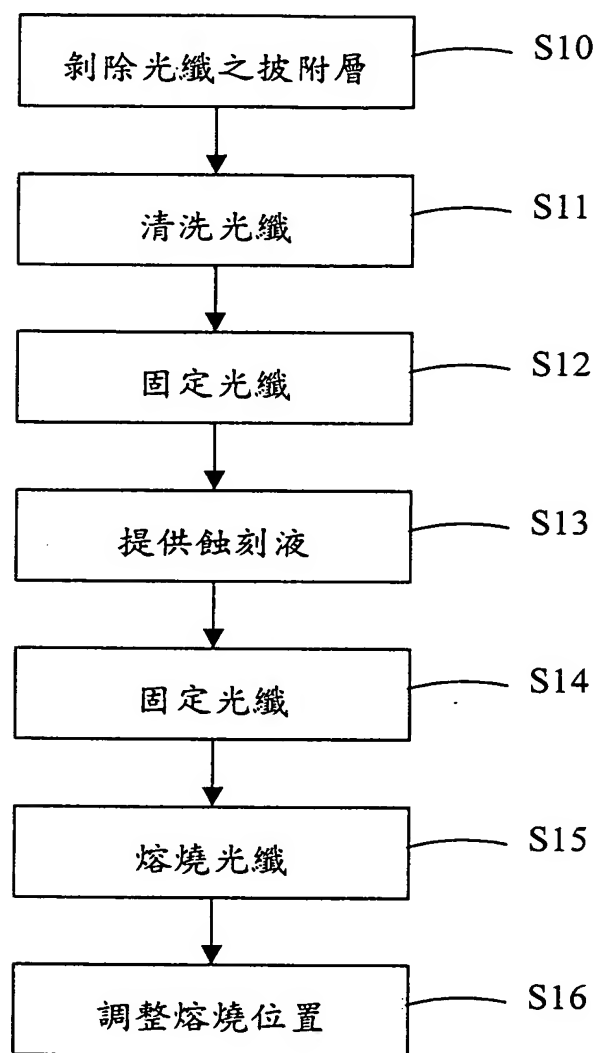 剝除光纖之披附層 S10
清洗光纖 S11
固定光纖 S12
提供蝕刻液 S13
固定光纖 S14
熔燒光纖 S15
調整熔燒位置 S16